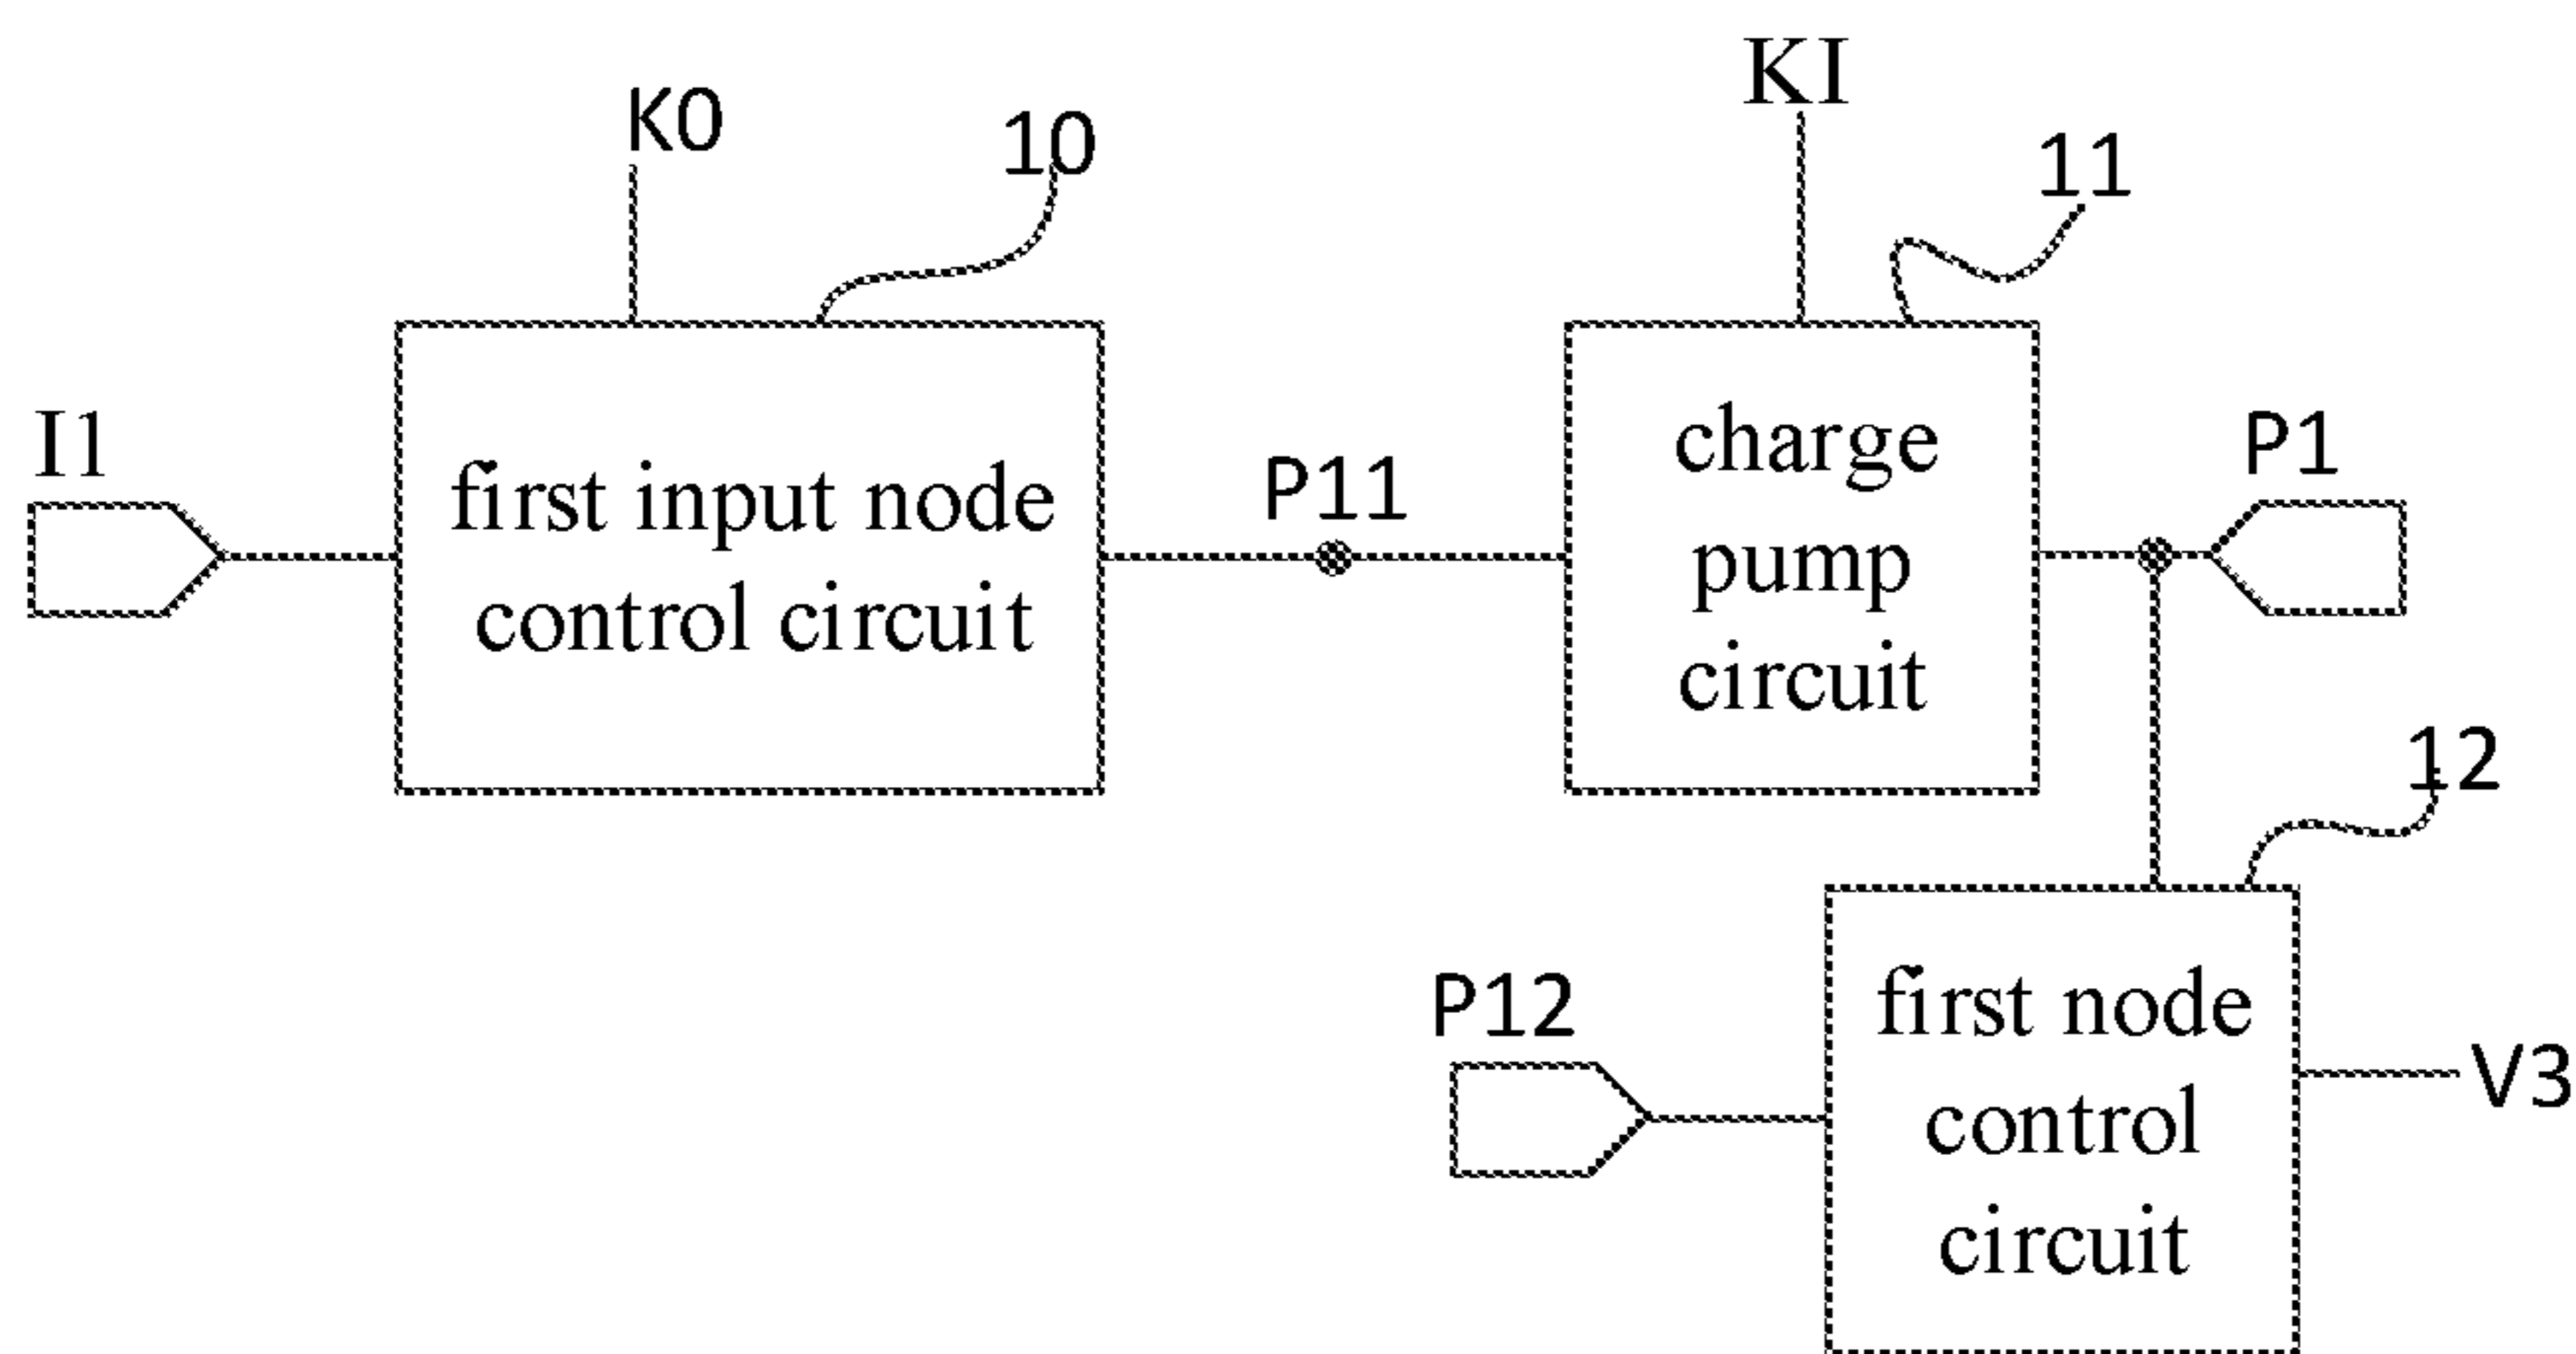 KI
K0
10
11
I1
first input node
control circuit
P11
charge
pump
circuit
P1
12
P12
first node
control
circuit
V3